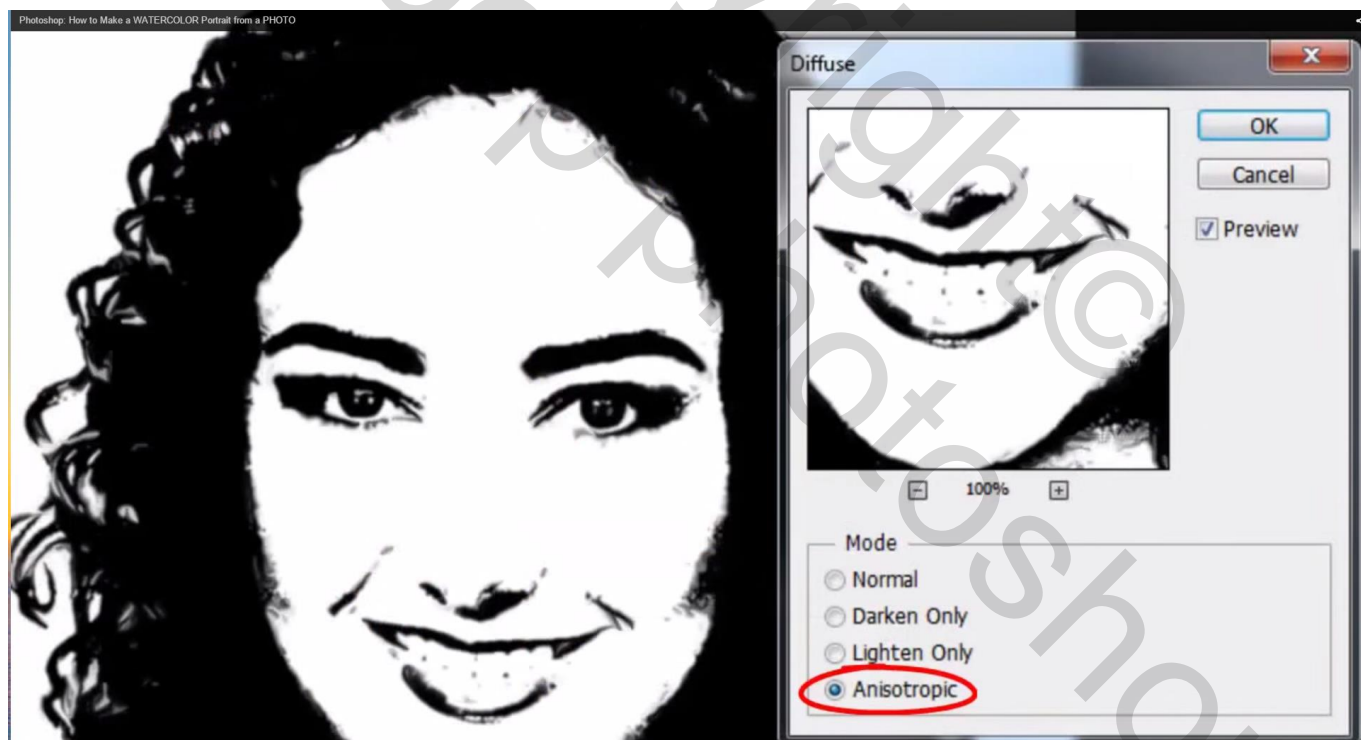 Photoshop: How to Make a WATERCOLOR Portrait from a PHOTO
Diffuse
OK
Cancel
Preview
100%
Mode
Normal
Darken Only
Lighten Only
Anisotropic